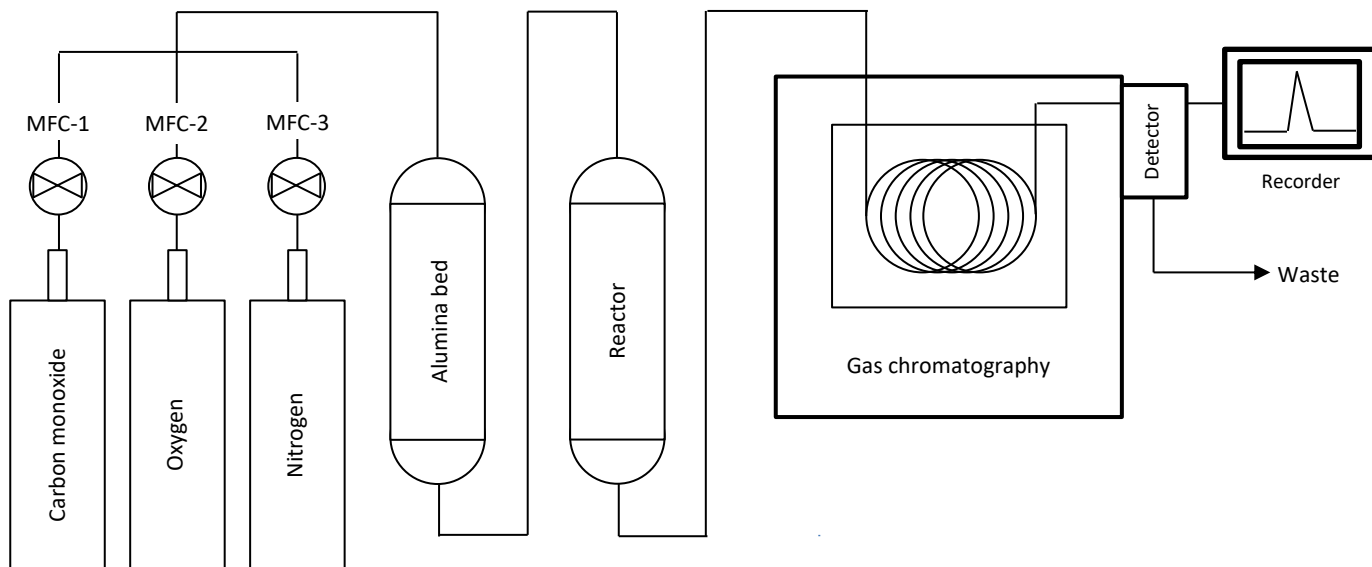 MFC-1
MFC-2
MFC-3
Carbon monoxide
Oxygen
Nitrogen
Alumina bed
Reactor
Gas chromatography
Detector
Recorder
Waste